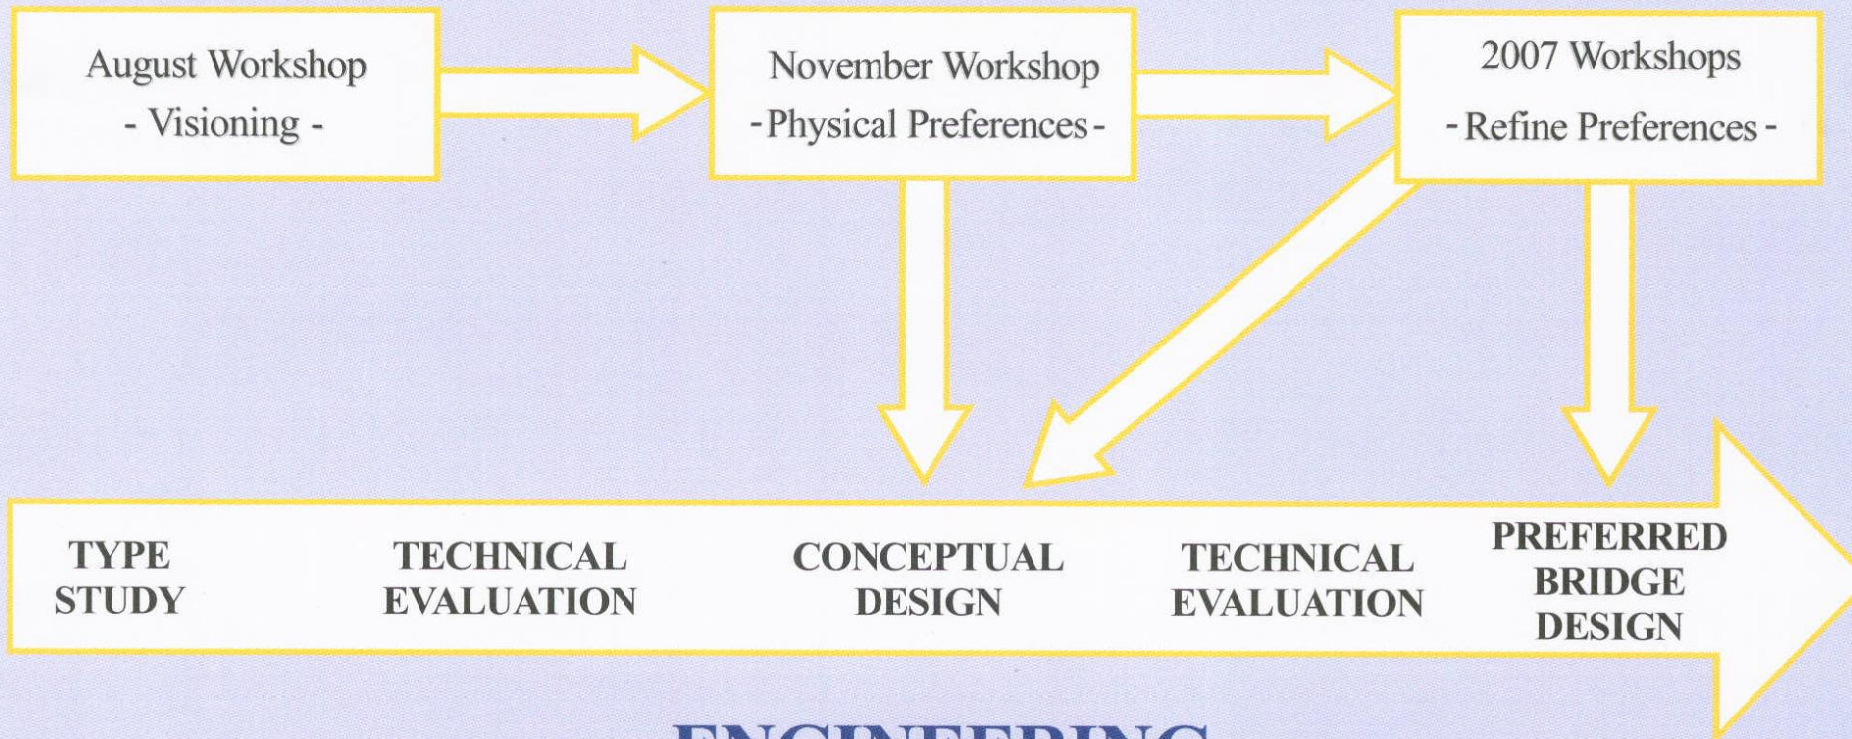 August Workshop
- Visioning -
November Workshop
-Physical Preferences-
2007 Workshops
-Refine Preferences-
TYPE
STUDY
TECHNICAL
EVALUATION
CONCEPTUAL
DESIGN
TECHNICAL
EVALUATION
PREFERRED
BRIDGE
DESIGN
ENGINEERING